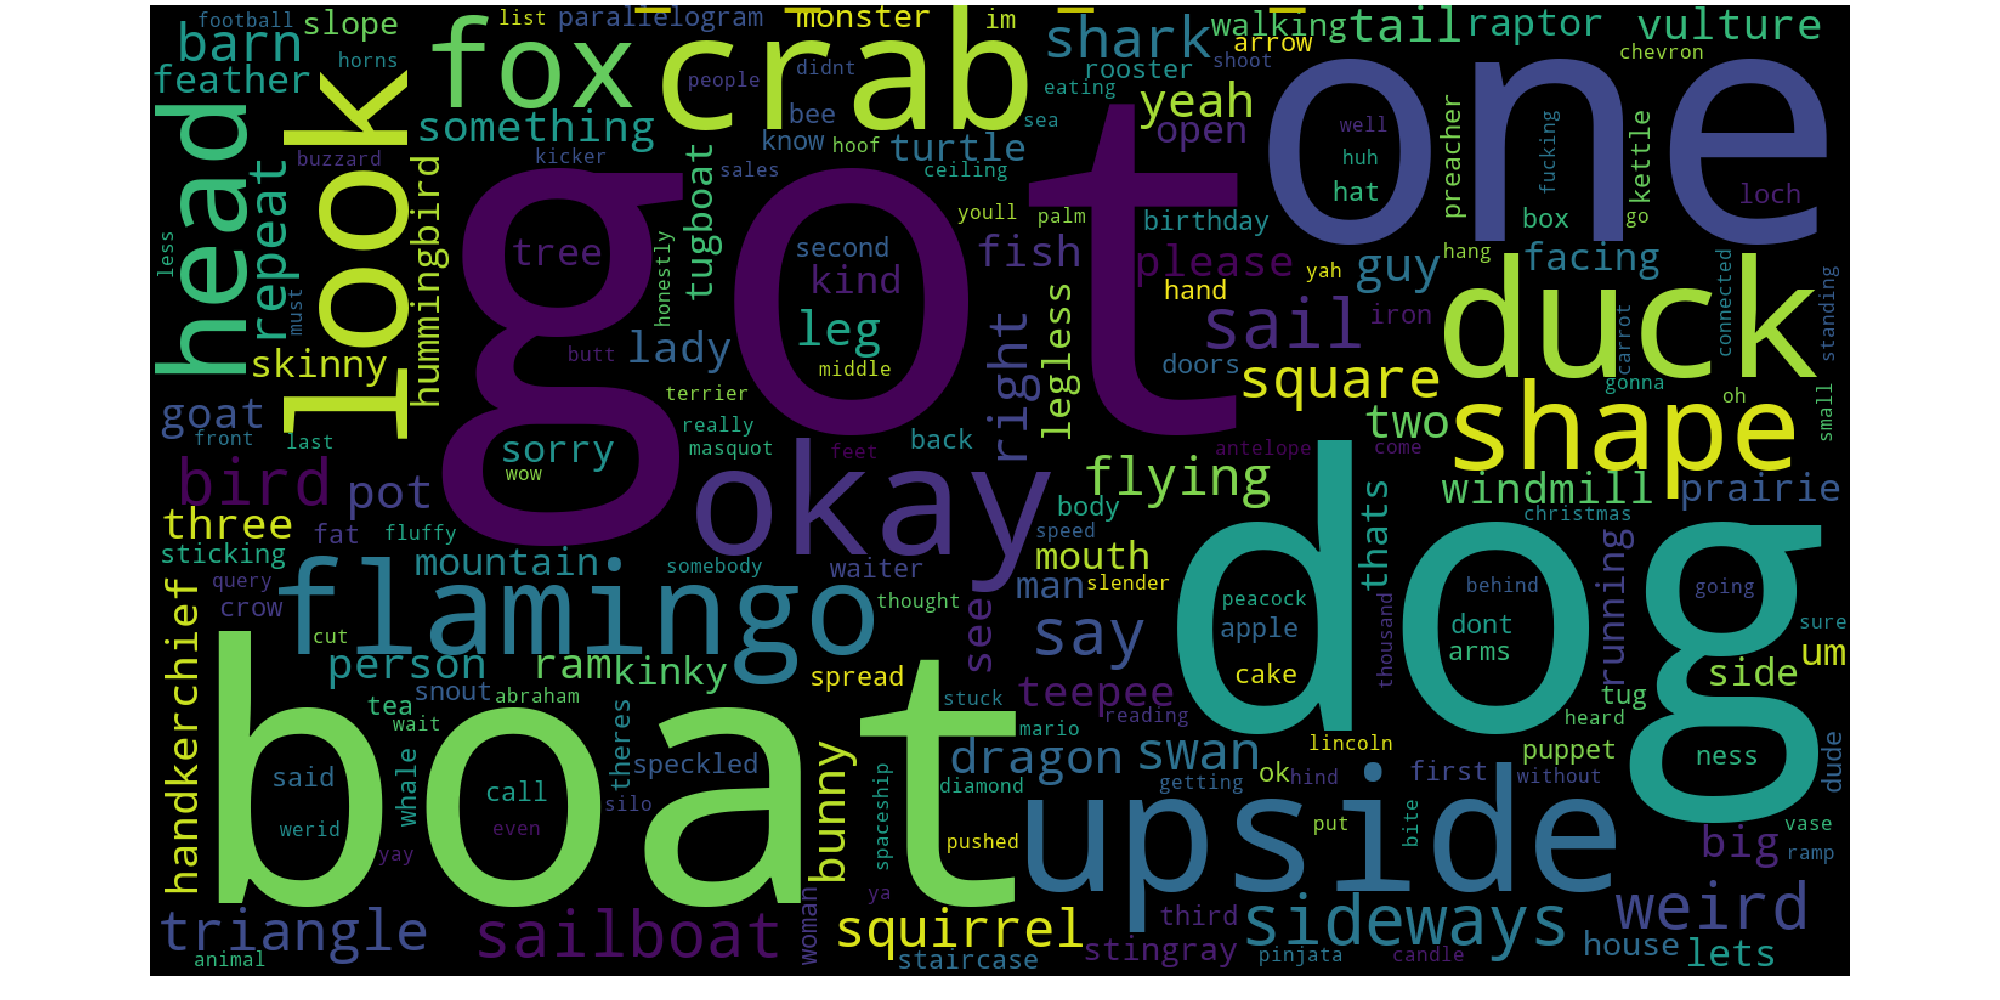 football
list
parallelogram
monster
im
walking
tail
raptor
vulture
barn
slope
fox
crab
shark
arrow
chevron
feather
horns
people
didnt
rooster
shoot
one
head
look
something
bee
eating
yeah
open
well
preacher
fucking
kettle
buzzard
repeat
hummingbird
kicker
tugboat
sales
know
hoof
turtle
sea
ceiling
huh
hat
loch
less
must
got
tree
honestly
second
kind
youll
palm
fish
birthday
please
yah
guy
box
go
hang
facing
skinny
butt
lady
leg
middle
right
legless
hand
sail
iron
doors
duck
carrot
connected
standing
goat
front
last
terrier
really
masquot
sorry
wow
feet
back
square
two
shape
gonna
oh
small
bird
pot
okay
antelope
come
flying
windmill
prairie
three
fat
fluffy
body
speed
dog
thats
christmas
sticking
mountain
somebody
waiter
mouth
running
handkerchief
query
crow
flamingo
thought
man
slender
peacock
behind
going
cut
see
say
apple
dont
arms
thousand
sure
um
person
ram
kinky
spread
cake
side
snout
abraham
stuck
teepee
tug
tea
wait
theres
reading
heard
boat
mario
lincoln
whale
said
call
speckled
bunny
dragon
swan
ok
hind
first
puppet
without
ness
dude
werid
even
silo
spaceship
diamond
getting
upside
put
bite
vase
yay
pushed
big
ramp
triangle
sailboat
woman
ya
squirrel
third
sideways
weird
animal
staircase
stingray
pinjata
candle
house
lets